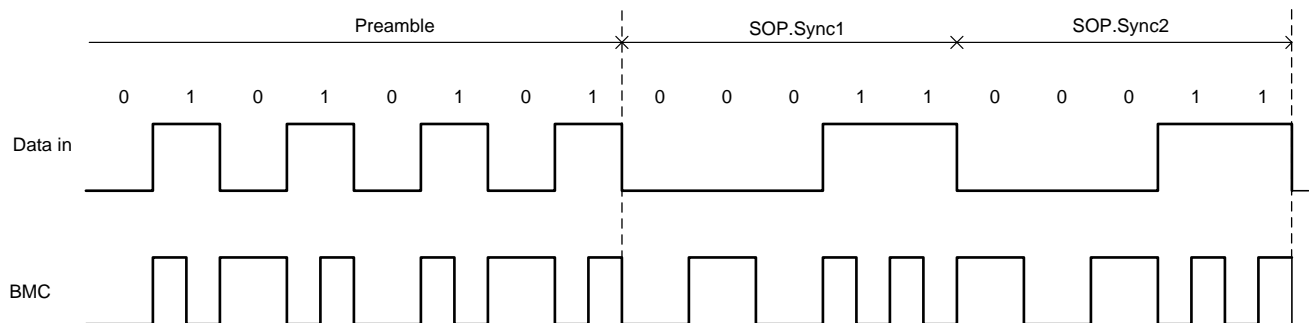 Preamble SOP.Sync1 SOP.Sync2
0 1 0 1 0 1 0 1 0 0 0 1 1 0 0 0 1 1
Data in
BMC